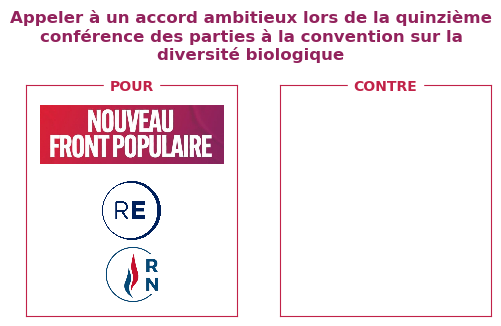 Appeler à un accord ambitieux lors de la quinzième
conférence des parties à la convention sur la
diversité biologique
POUR
CONTRE
NOUVEAU
FRONT POPULAIRE
RE
R
N